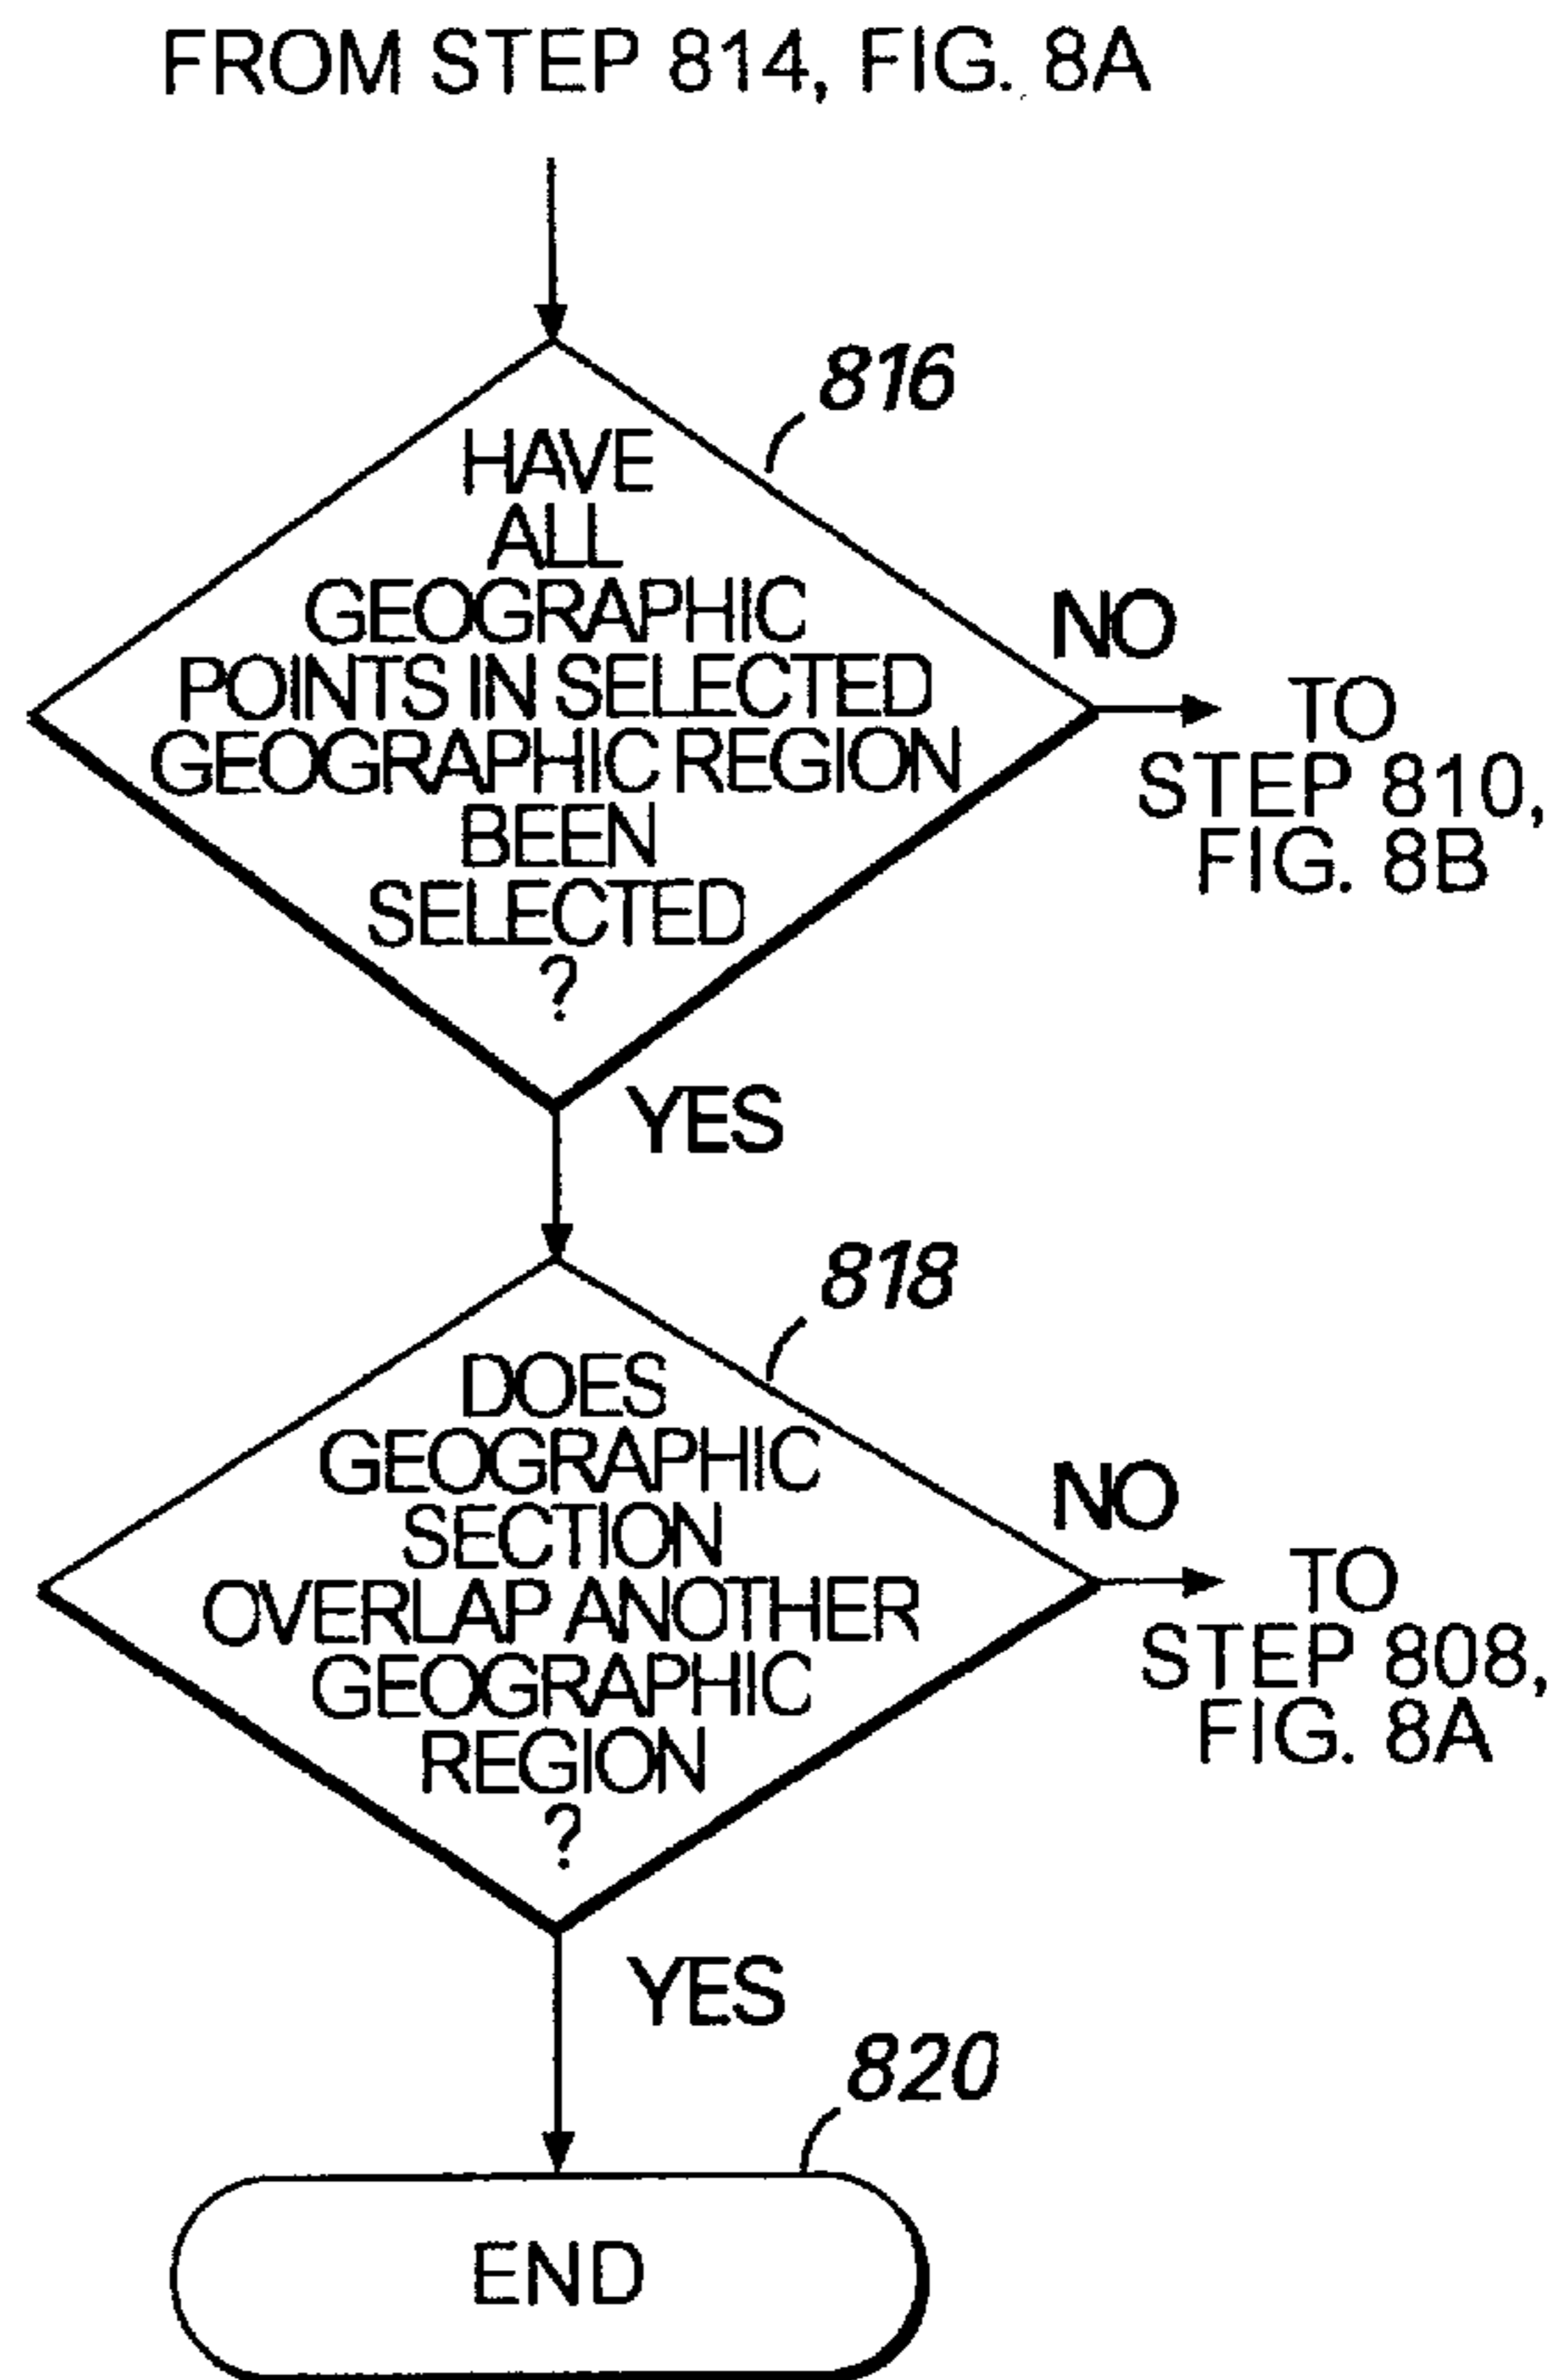 FROM STEP 814, FIG. 8A
816
HAVE
ALL
GEOGRAPHIC
POINTS IN SELECTED
GEOGRAPHIC REGION
BEEN
SELECTED
?
NO
TO
STEP 810,
FIG. 8B
YES
818
DOES
GEOGRAPHIC
SECTION
OVERLAP ANOTHER
GEOGRAPHIC
REGION
?
NO
TO
STEP 808,
FIG. 8A
YES
820
END